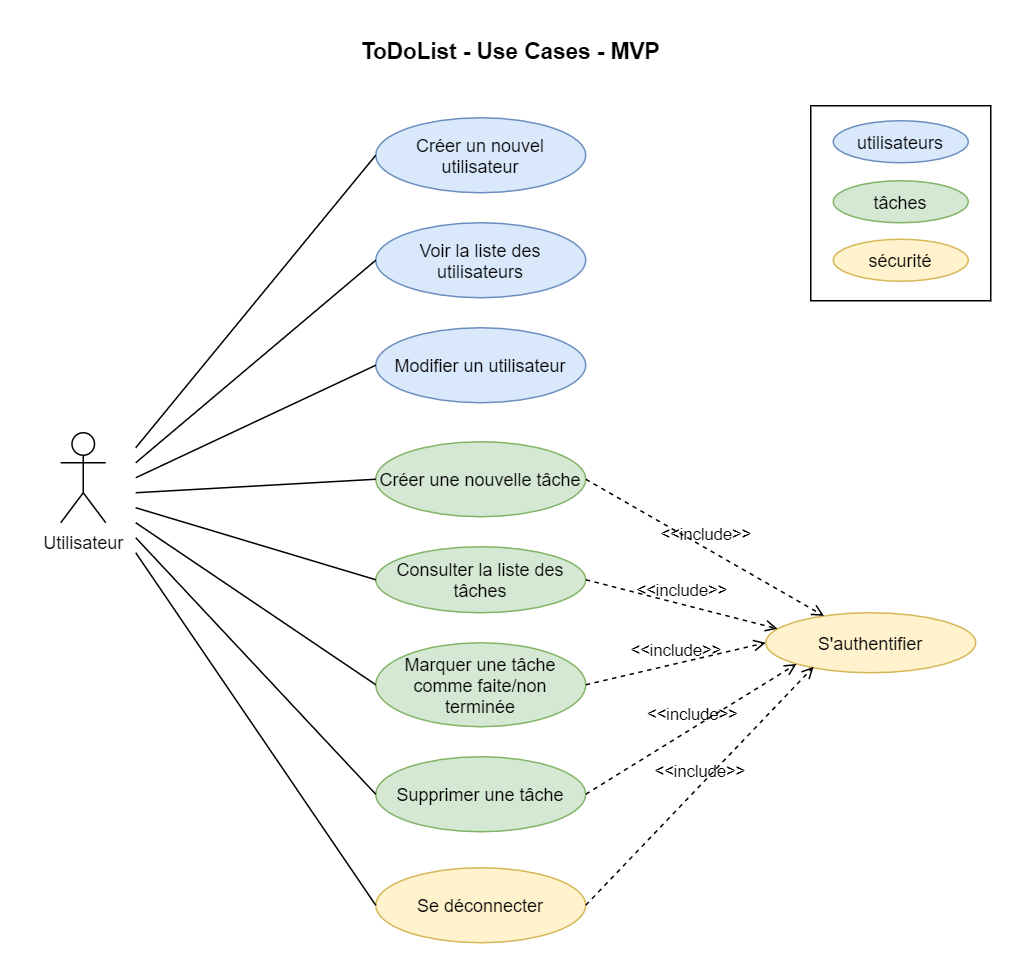 ToDoList - Use Cases - MVP
Créer un nouvel
utilisateur
Voir la liste des
utilisateurs
Modifier un utilisateur
Créer une nouvelle tâche
Consulter la liste des
tâches
Marquer une tâche
comme faite/non
terminée
Supprimer une tâche
Se déconnecter
Utilisateur
<<include>>
<<include>>
<<include>>
<<include>>
<<include>>
S'authentifier
utilisateurs
tâches
sécurité